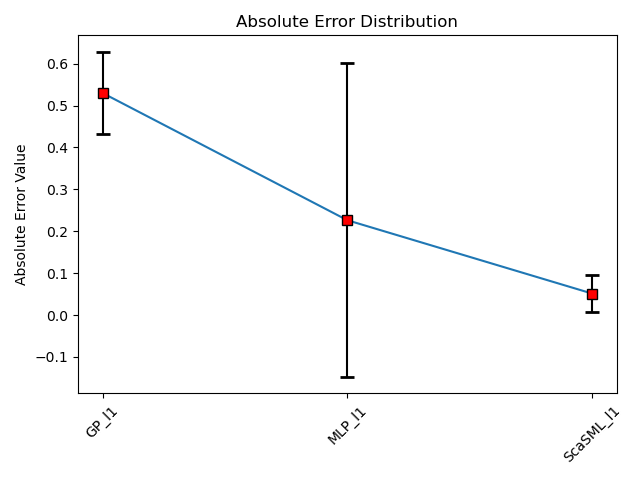 Absolute Error Distribution
Absolute Error Value
0.6
0.5
0.4
0.3
0.2
0.1
0.0
−0.1
GP_l1
MLP_l1
ScaSML_l1